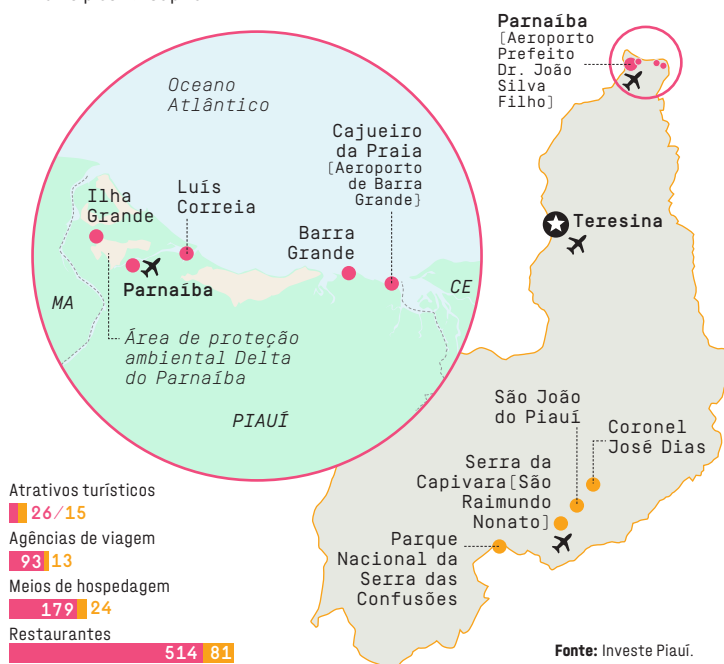 Parnaíba
[Aeroporto
Prefeito
Dr. João
Silva
Filho]
Oceano
Atlântico
Cajueiro
da Praia
[Aeroporto
de Barra
Grande}
Ilha
Grande
Luís
Correia
Barra
Grande
Parnaíba
MA
CE
Área de proteção
ambiental Delta
do Parnaíba
PIAUÍ
Teresina
São João
do Piauí
Coronel
José Dias
Serra da
Capivara[São
Raimundo
Nonato]
Parque
Nacional da
Serra das
Confusões
Atrativos turísticos
26/15
Agências de viagem
93 13
Meios de hospedagem
179 24
Restaurantes
514 81
Fonte: Investe Piauí.